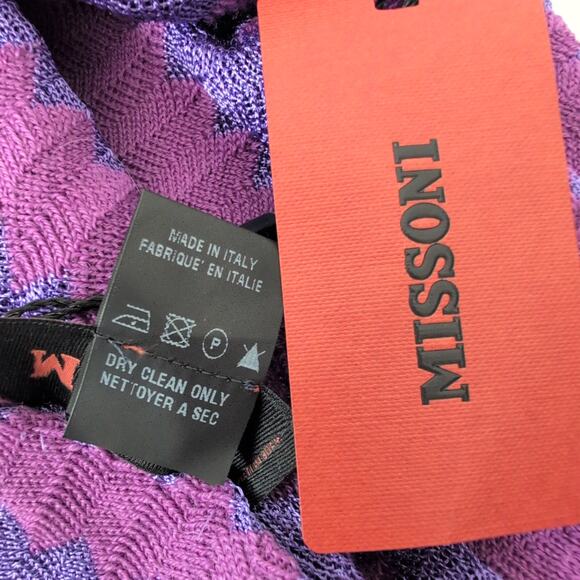 MADE IN ITALY
FABRIQUE' EN ITALIE
P
DRY CLEAN ONLY
NETTOYER A SEC
MISSONI
M